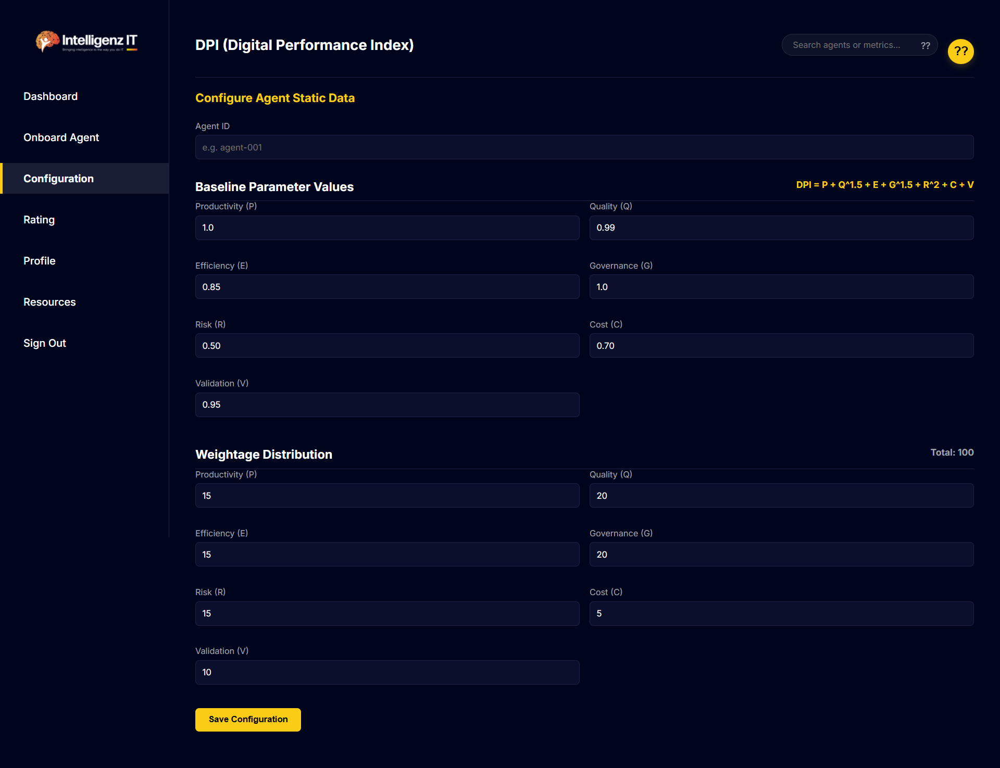 Intelligenz IT
Bringing intelligence to the way you do IT
Dashboard
Onboard Agent
Configuration
Rating
Profile
Resources
Sign Out
DPI (Digital Performance Index)
Search agents or metrics... ??
??
Configure Agent Static Data
Agent ID
e.g. agent-001
Baseline Parameter Values
DPI = P + Q^1.5 + E + G^1.5 + R^2 + C + V
Productivity (P) Quality (Q)
1.0 0.99
Efficiency (E) Governance (G)
0.85 1.0
Risk (R) Cost (C)
0.50 0.70
Validation (V)
0.95
Weightage Distribution
Total: 100
Productivity (P) Quality (Q)
15 20
Efficiency (E) Governance (G)
15 20
Risk (R) Cost (C)
15 5
Validation (V)
10
Save Configuration